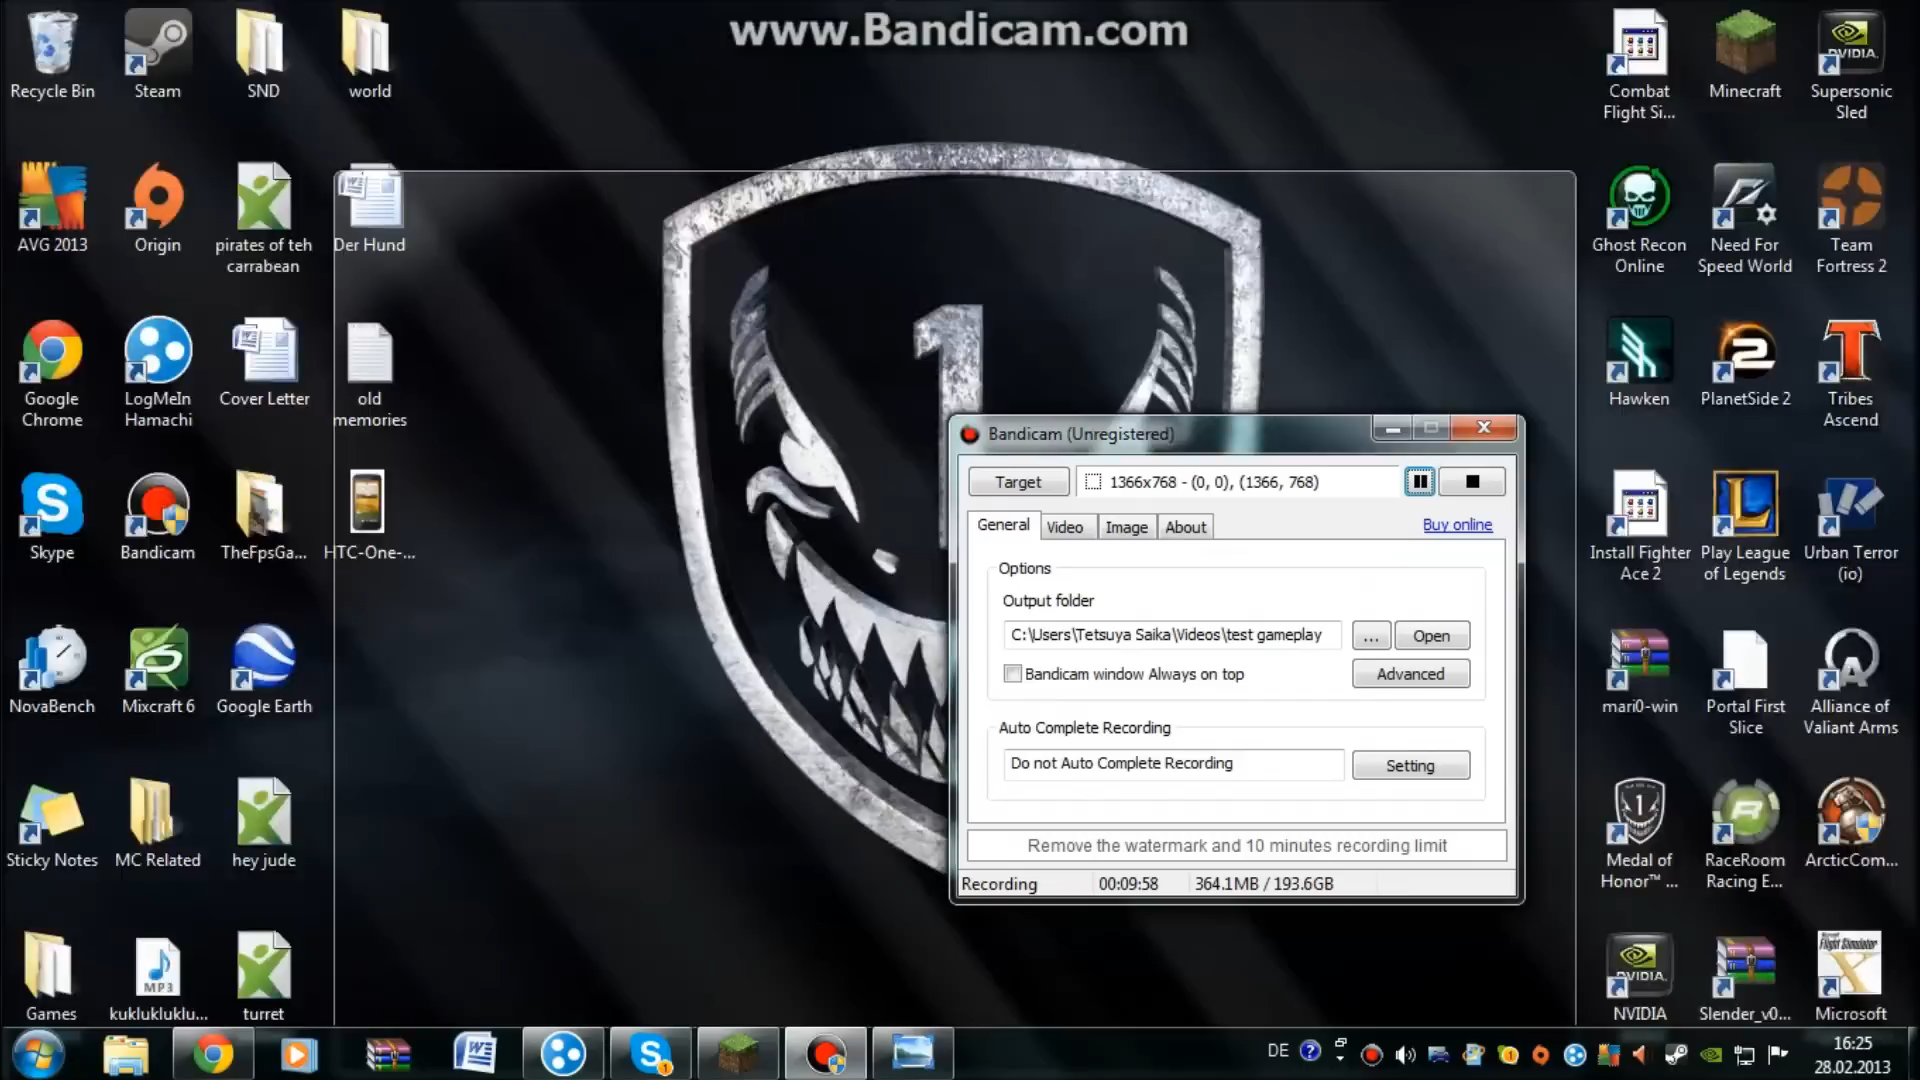 www.Bandicam.com
Recycle Bin
Steam
SND
world
Combat
Flight Si...
Minecraft
Supersonic
Sled
AVG 2013
Origin
pirates of teh
carrabean
Der Hund
Ghost Recon
Online
Need For
Speed World
Team
Fortress 2
Google
Chrome
LogMeIn
Hamachi
Cover Letter
old
memories
Hawken
PlanetSide 2
Tribes
Ascend
Skype
Bandicam
TheFpsGa...
HTC-One-...
Install Fighter
Ace 2
Play League
of Legends
Urban Terror
(io)
NovaBench
Mixcraft 6
Google Earth
mari0-win
Portal First
Slice
Alliance of
Valiant Arms
Sticky Notes
MC Related
hey jude
Medal of
Honor™ ...
RaceRoom
Racing E...
ArcticCom...
Games
MP3
kuklukluklu...
turret
NVIDIA
Slender_v0...
Microsoft
NVIDIA.
NVIDIA.
Flight Simulator
1
Bandicam (Unregistered)
Target
1366x768 - (0, 0), (1366, 768)
General
Video
Image
About
Buy online
Options
Output folder
C:\Users\Tetsuya Saika\Videos\test gameplay
...
Open
Bandicam window Always on top
Advanced
Auto Complete Recording
Do not Auto Complete Recording
Setting
Remove the watermark and 10 minutes recording limit
Recording
00:09:58
364.1MB / 193.6GB
DE
16:25
28.02.2013